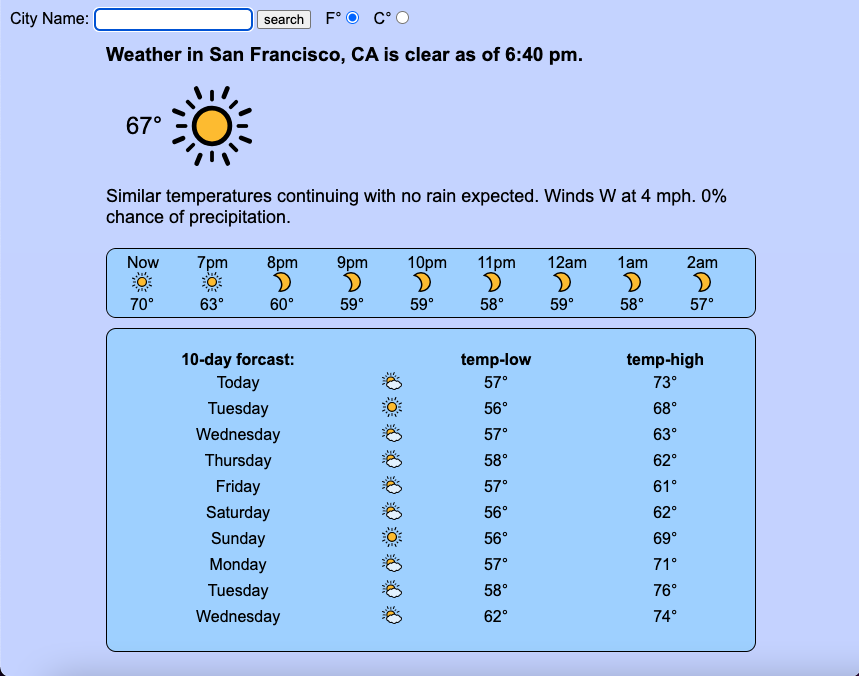 City Name: search F° C°
Weather in San Francisco, CA is clear as of 6:40 pm.
67°
Similar temperatures continuing with no rain expected. Winds W at 4 mph. 0%
chance of precipitation.
Now 7pm 8pm 9pm 10pm 11pm 12am 1am 2am
70° 63° 60° 59° 59° 58° 59° 58° 57°
10-day forcast: temp-low temp-high
Today 57° 73°
Tuesday 56° 68°
Wednesday 57° 63°
Thursday 58° 62°
Friday 57° 61°
Saturday 56° 62°
Sunday 56° 69°
Monday 57° 71°
Tuesday 58° 76°
Wednesday 62° 74°